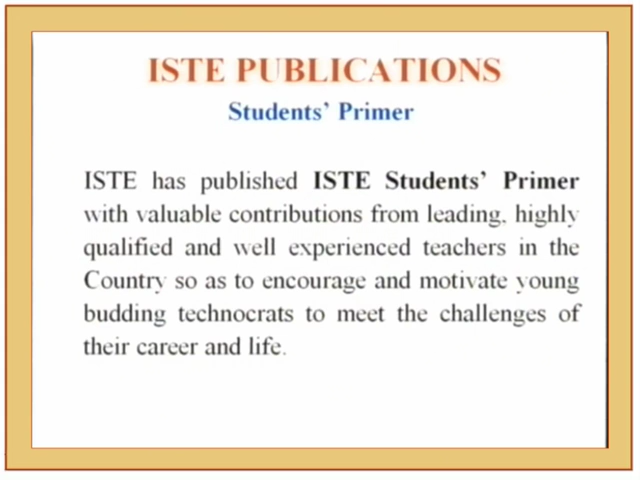 ISTE PUBLICATIONS
Students' Primer
ISTE has published ISTE Students' Primer
with valuable contributions from leading, highly
qualified and well experienced teachers in the
Country so as to encourage and motivate young
budding technocrats to meet the challenges of
their career and life.